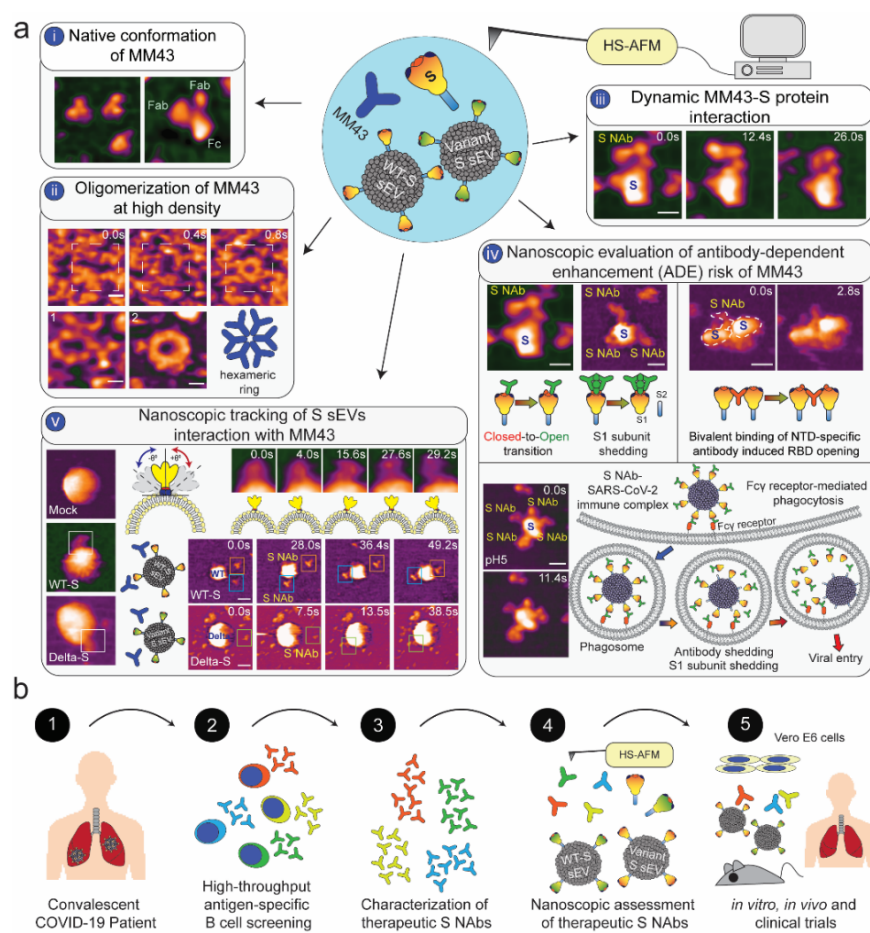 a
HS-AFM
i
Native conformation
of MM43
Fab
Fab
Fc
MM43
S
WT-S
sEV
Variant
S sEV
iii
Dynamic MM43-S protein
interaction
S NAb
0.0s
12.4s
26.0s
S
ii
Oligomerization of MM43
at high density
0.0s
0.4s
0.8s
1
2
hexameric
ring
iv
Nanoscopic evaluation of antibody-dependent
enhancement (ADE) risk of MM43
S NAb
S
S NAb
S
S NAb
S NAb
S NAb
0.0s
2.8s
S
S
S2
S1
Closed-to-Open
transition
S1 subunit
shedding
Bivalent binding of NTD-specific
antibody induced RBD opening
0.0s
S NAb
S NAb
S
S NAb
S NAb
pH5
11.4s
S NAb-
SARS-CoV-2
immune complex
Fcγ receptor-mediated
phagocytosis
Fcγ receptor
Phagosome
Antibody shedding
S1 subunit shedding
Viral entry
v
Nanoscopic tracking of S sEVs
interaction with MM43
Mock
-θº
+θº
0.0s
4.0s
15.6s
27.6s
29.2s
WT-S
WT-S
sEV
0.0s
28.0s
36.4s
49.2s
S NAb
WT
S NAb
WT-S
Delta-S
Variant
S sEV
0.0s
7.5s
13.5s
38.5s
Delta
S NAb
Delta-S
b
1
2
3
4
5
HS-AFM
Vero E6 cells
WT-S
sEV
Variant
S sEV
Convalescent
COVID-19 Patient
High-throughput
antigen-specific
B cell screening
Characterization of
therapeutic S NAbs
Nanoscopic assessment
of therapeutic S NAbs
in vitro, in vivo and
clinical trials